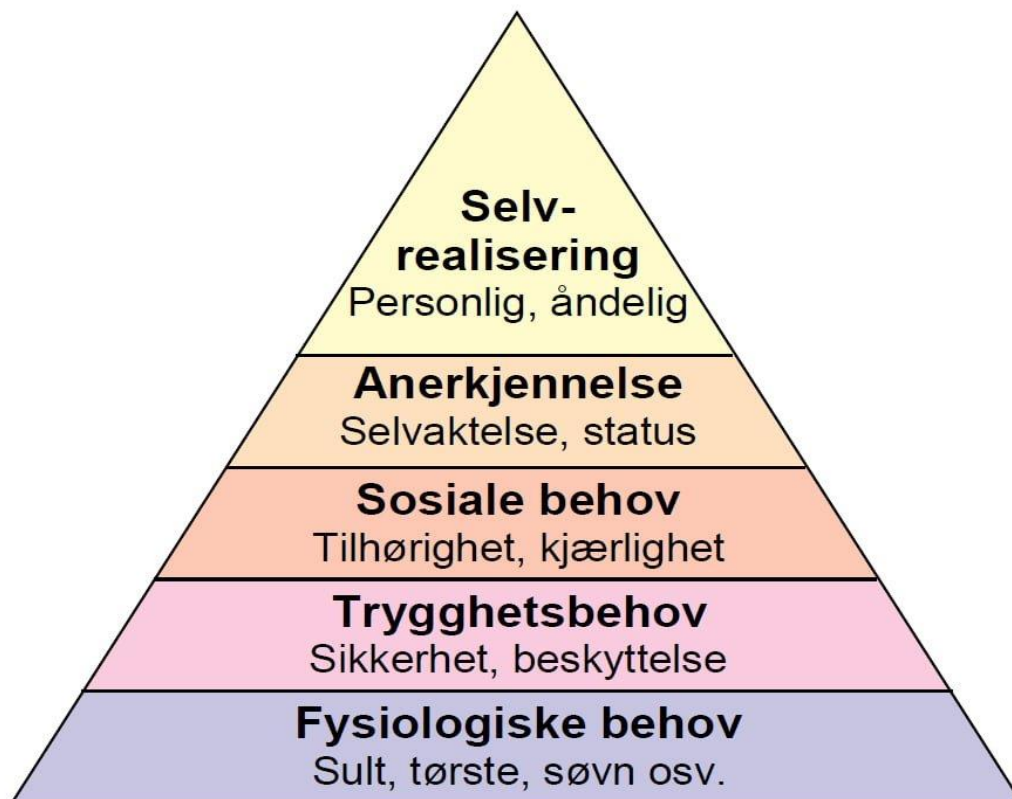 Selv-
realisering
Personlig, åndelig
Anerkjennelse
Selvaktelse, status
Sosiale behov
Tilhørighet, kjærlighet
Trygghetsbehov
Sikkerhet, beskyttelse
Fysiologiske behov
Sult, tørste, søvn osv.